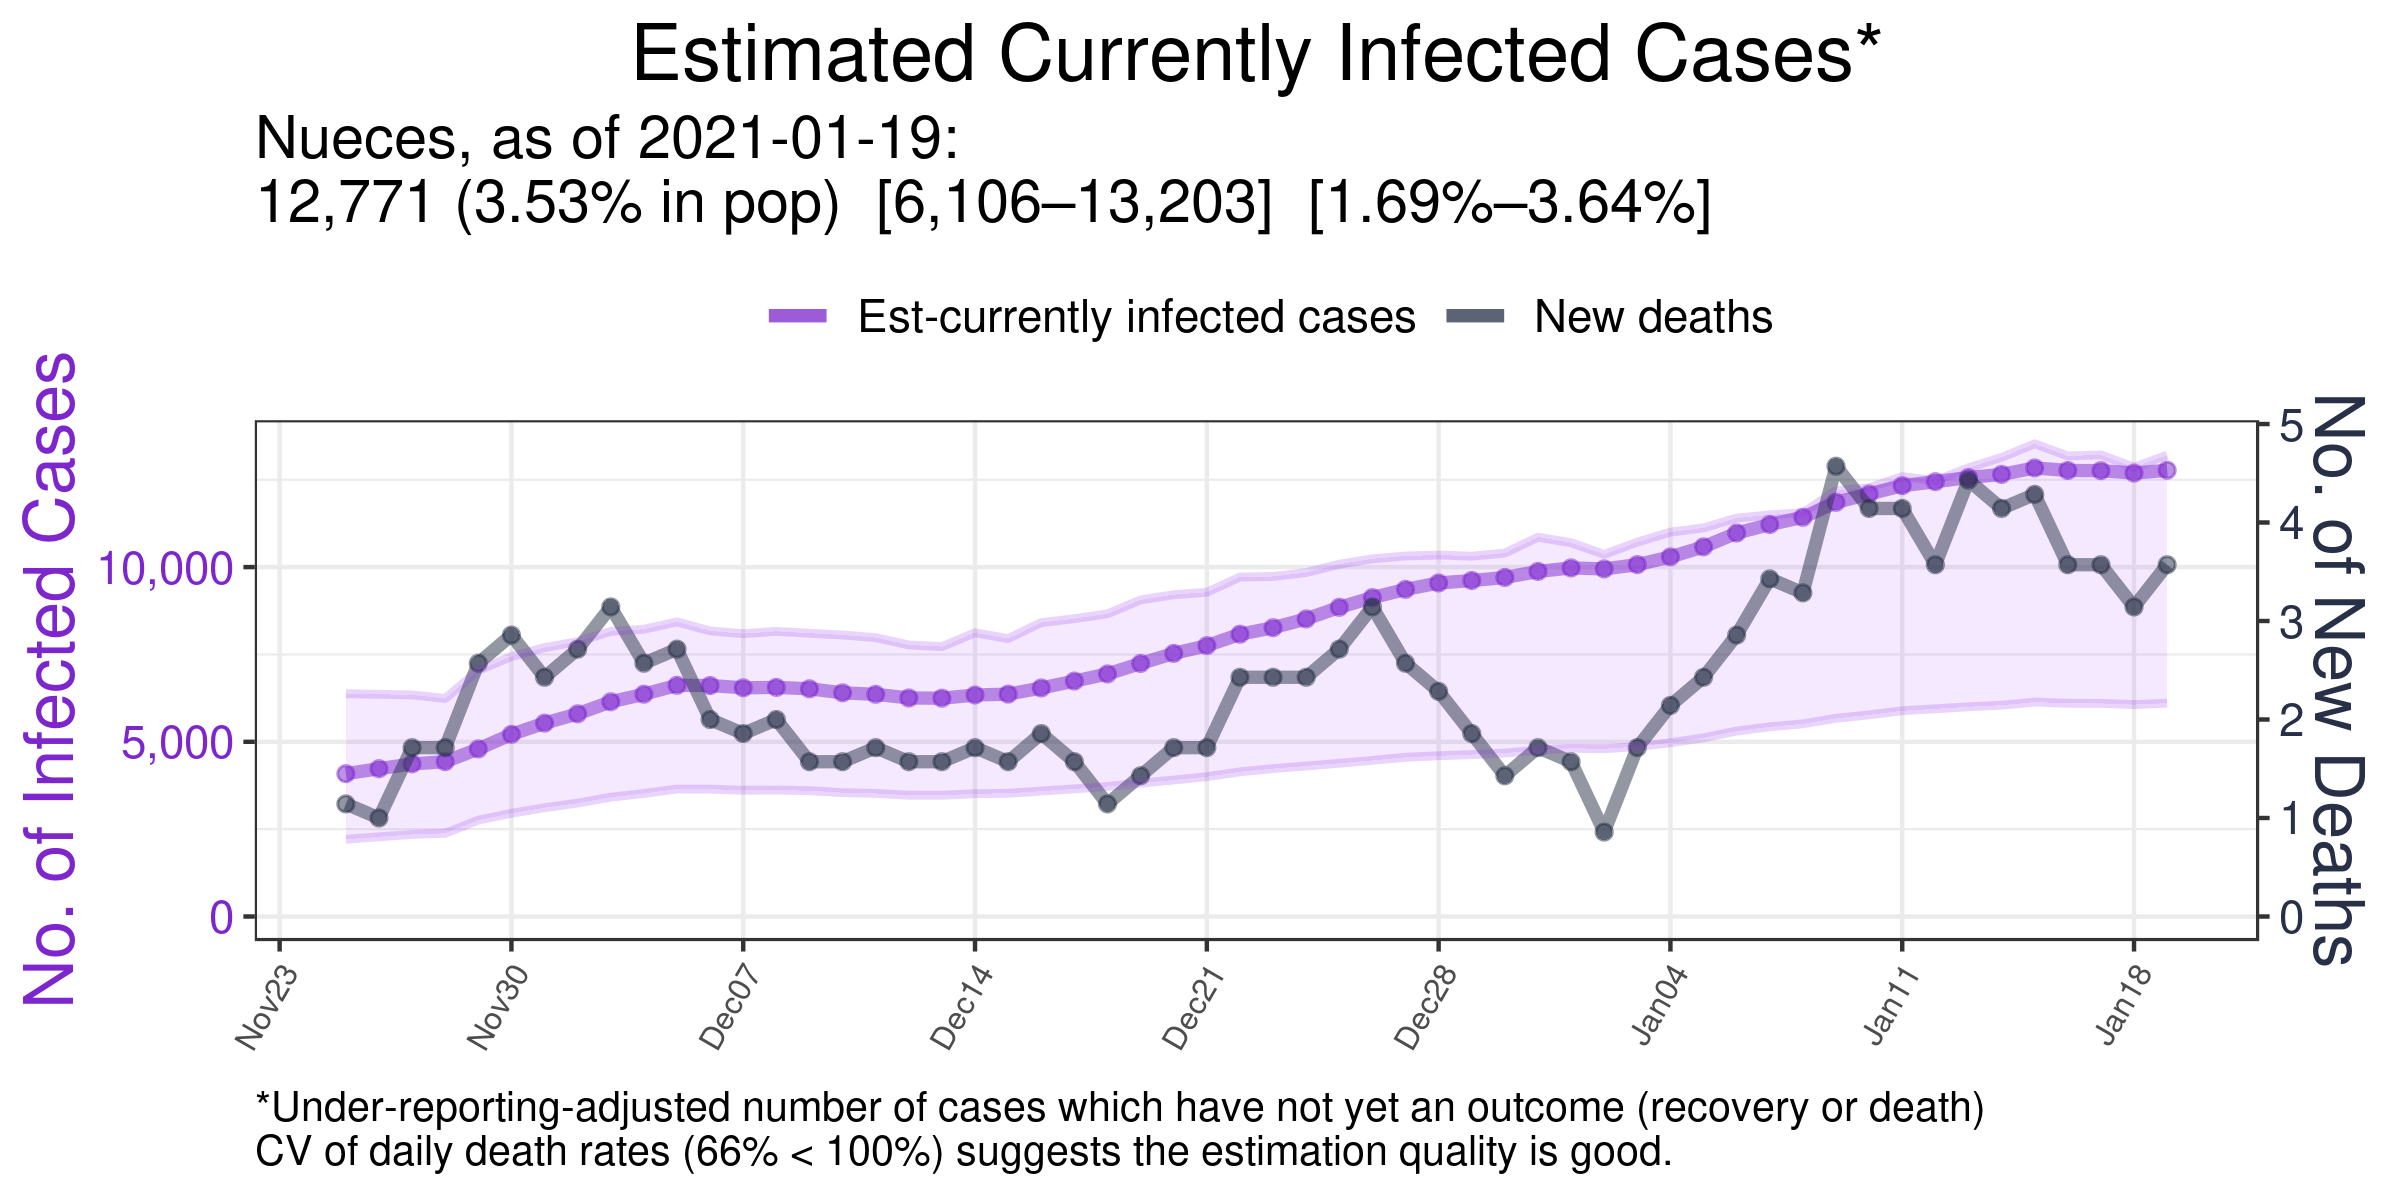 Estimated Currently Infected Cases*
Nueces, as of 2021-01-19:
12,771 (3.53% in pop)  [6,106–13,203]  [1.69%–3.64%]
Est-currently infected cases
New deaths
No. of Infected Cases
10,000
5,000
0
5
4
3
2
1
0
No. of New Deaths
Nov23
Nov30
Dec07
Dec14
Dec21
Dec28
Jan04
Jan11
Jan18
*Under-reporting-adjusted number of cases which have not yet an outcome (recovery or death)
CV of daily death rates (66% < 100%) suggests the estimation quality is good.